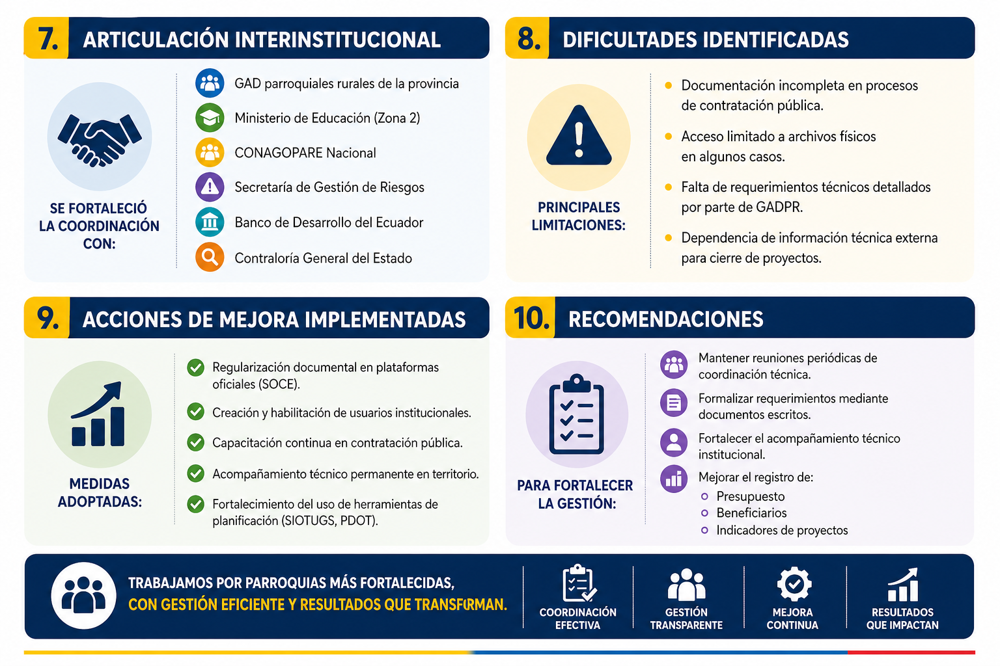 7. ARTICULACIÓN INTERINSTITUCIONAL
SE FORTALECIÓ
LA COORDINACIÓN
CON:
GAD parroquiales rurales de la provincia
Ministerio de Educación (Zona 2)
CONAGOPARE Nacional
Secretaría de Gestión de Riesgos
Banco de Desarrollo del Ecuador
Contraloría General del Estado
8. DIFICULTADES IDENTIFICADAS
PRINCIPALES
LIMITACIONES:
Documentación incompleta en procesos
de contratación pública.
Acceso limitado a archivos físicos
en algunos casos.
Falta de requerimientos técnicos detallados
por parte de GADPR.
Dependencia de información técnica externa
para cierre de proyectos.
9. ACCIONES DE MEJORA IMPLEMENTADAS
MEDIDAS
ADOPTADAS:
Regularización documental en plataformas
oficiales (SOCE).
Creación y habilitación de usuarios institucionales.
Capacitación continua en contratación pública.
Acompañamiento técnico permanente en territorio.
Fortalecimiento del uso de herramientas de
planificación (SIOTUGS, PDOT).
10. RECOMENDACIONES
PARA FORTALECER
LA GESTIÓN:
Mantener reuniones periódicas de
coordinación técnica.
Formalizar requerimientos mediante
documentos escritos.
Fortalecer el acompañamiento técnico
institucional.
Mejorar el registro de:
Presupuesto
Beneficiarios
Indicadores de proyectos
TRABAJAMOS POR PARROQUIAS MÁS FORTALECIDAS,
CON GESTIÓN EFICIENTE Y RESULTADOS QUE TRANSFORMAN.
COORDINACIÓN
EFECTIVA
GESTIÓN
TRANSPARENTE
MEJORA
CONTINUA
RESULTADOS
QUE IMPACTAN